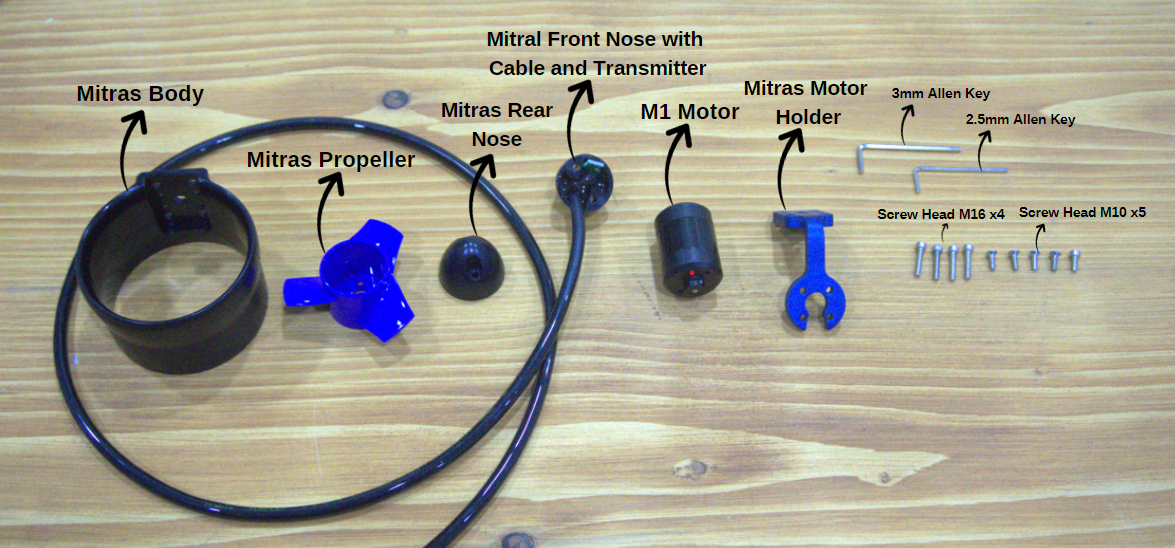 Mitral Front Nose with
Cable and Transmitter
Mitras Body
Mitras Rear
Nose
M1 Motor
Mitras Motor
Holder
3mm Allen Key
2.5mm Allen Key
Mitras Propeller
Screw Head M16 x4
Screw Head M10 x5